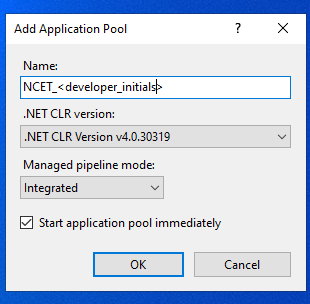 Add Application Pool
Name:
NCET_<developer_initials>
.NET CLR version:
.NET CLR Version v4.0.30319
Managed pipeline mode:
Integrated
Start application pool immediately
OK
Cancel